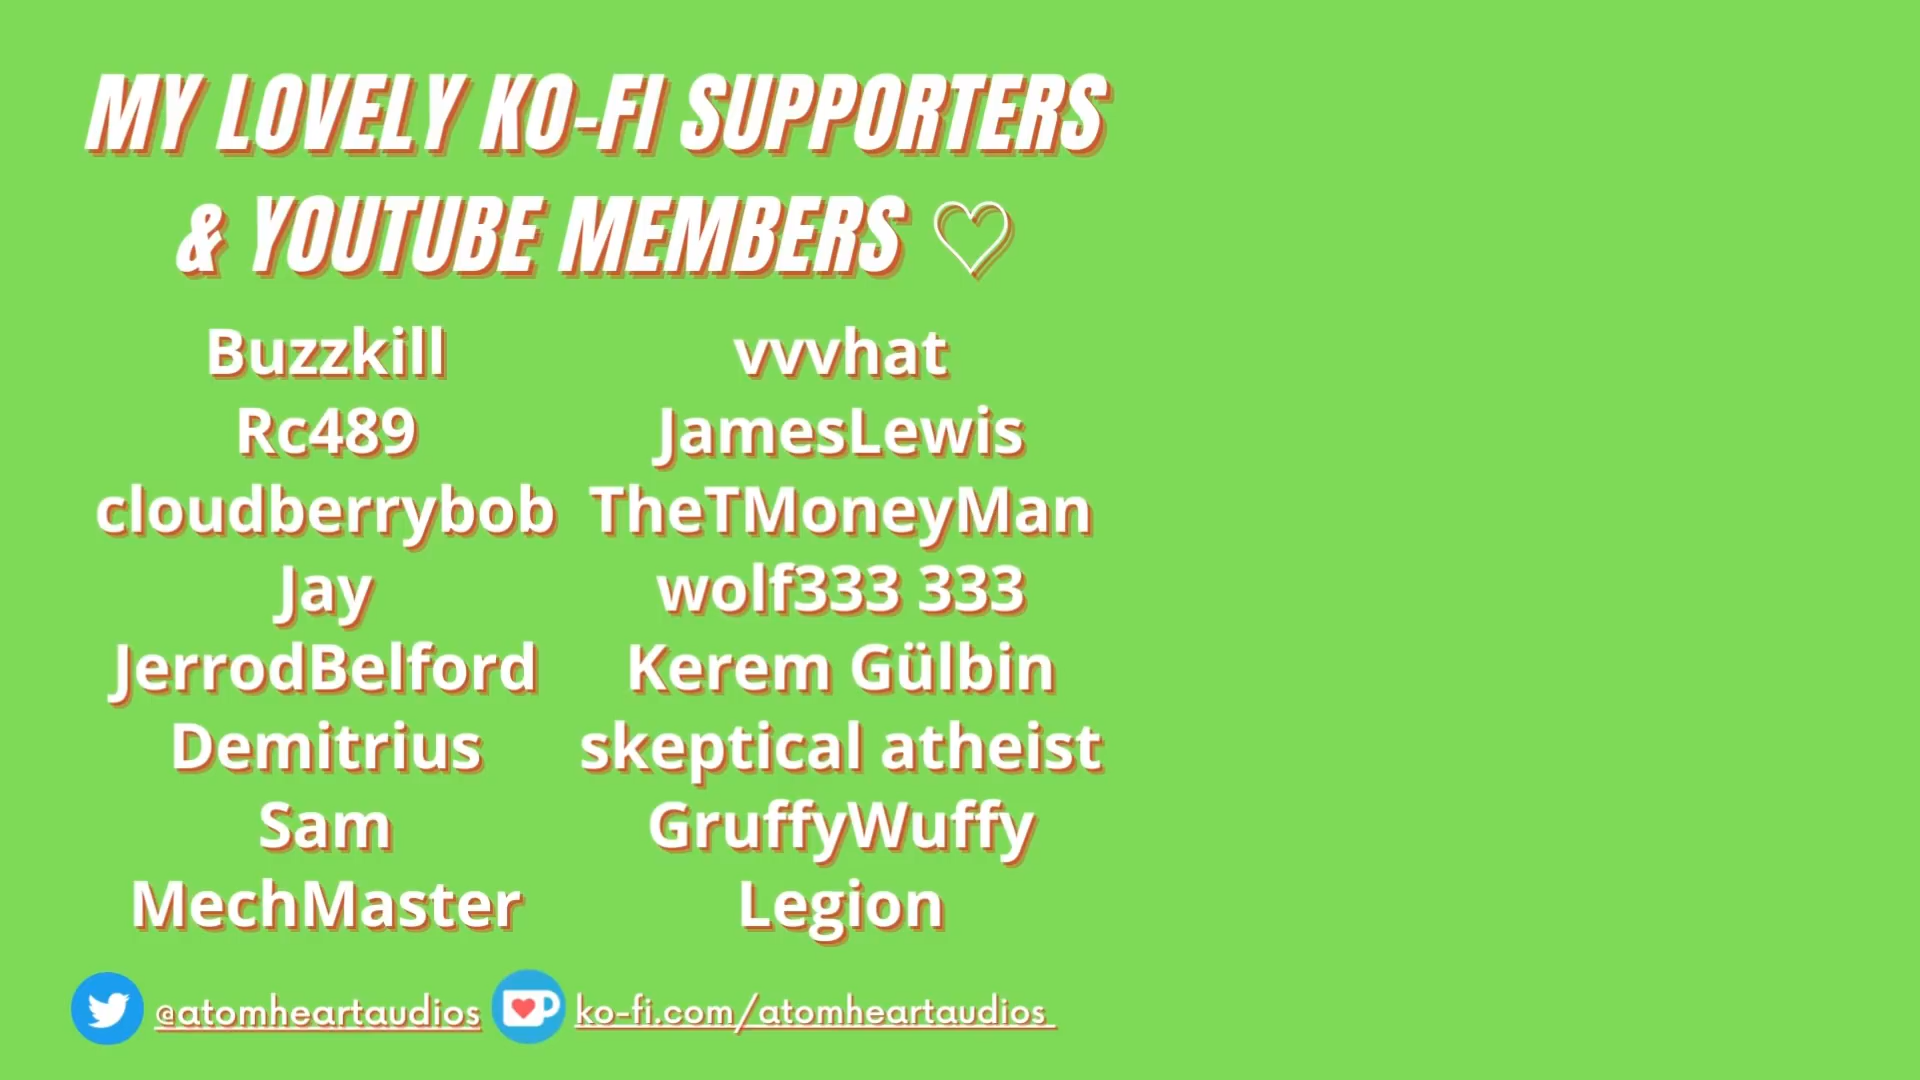 MY LOVELY KO-FI SUPPORTERS
& YOUTUBE MEMBERS ♡
Buzzkill
Rc489
cloudberrybob
Jay
JerrodBelford
Demitrius
Sam
MechMaster
vvvhat
JamesLewis
TheTMoneyMan
wolf333 333
Kerem Gülbin
skeptical atheist
GruffyWuffy
Legion
@atomheartaudios
ko-fi.com/atomheartaudios